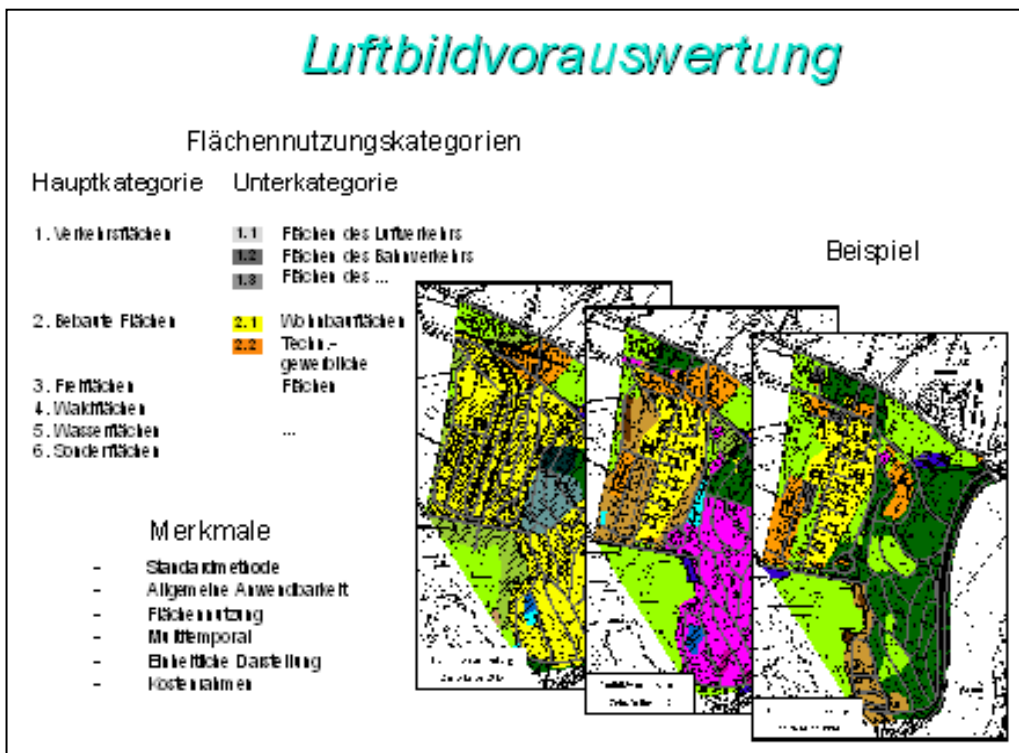 Luftbildvorauswertung
Flächennutzungskategorien
Hauptkategorie Unterkategorie
1. Verkehrsflächen 1.1 Flächen des Luftverkehrs
1.2 Flächen des Bahnverkehrs
1.3 Flächen des ...
Beispiel
2. Bebaute Flächen 2.1 Wohnbauflächen
2.2 Techn.-
gewerbliche
3. Freiflächen Flächen
4. Waldflächen
5. Wasserflächen ...
6. Sonderflächen
Merkmale
- Standardmethode
- Allgemeine Anwendbarkeit
- Flächennutzung
- Multitemporal
- Einheitliche Darstellung
- Kostenrahmen